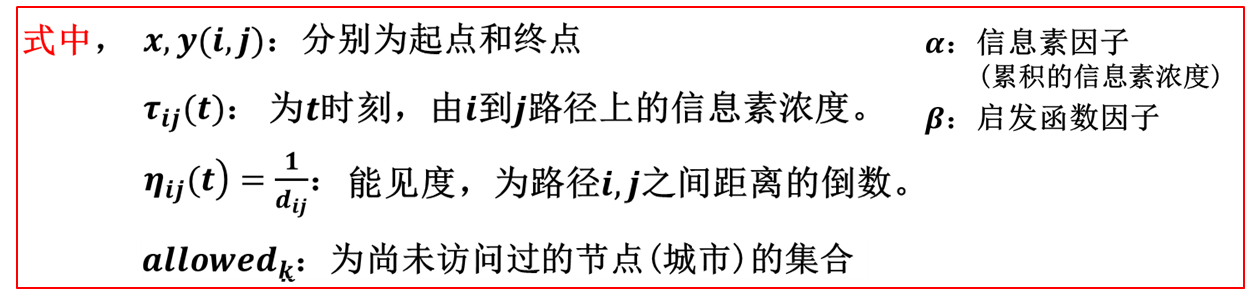 式中， x, y(i, j)：分别为起点和终点
τij(t)： 为t时刻，由i到j路径上的信息素浓度。
ηij(t) = 1/dij： 能见度，为路径i, j之间距离的倒数。
allowedk：为尚未访问过的节点(城市)的集合
α：信息素因子
(累积的信息素浓度)
β：启发函数因子